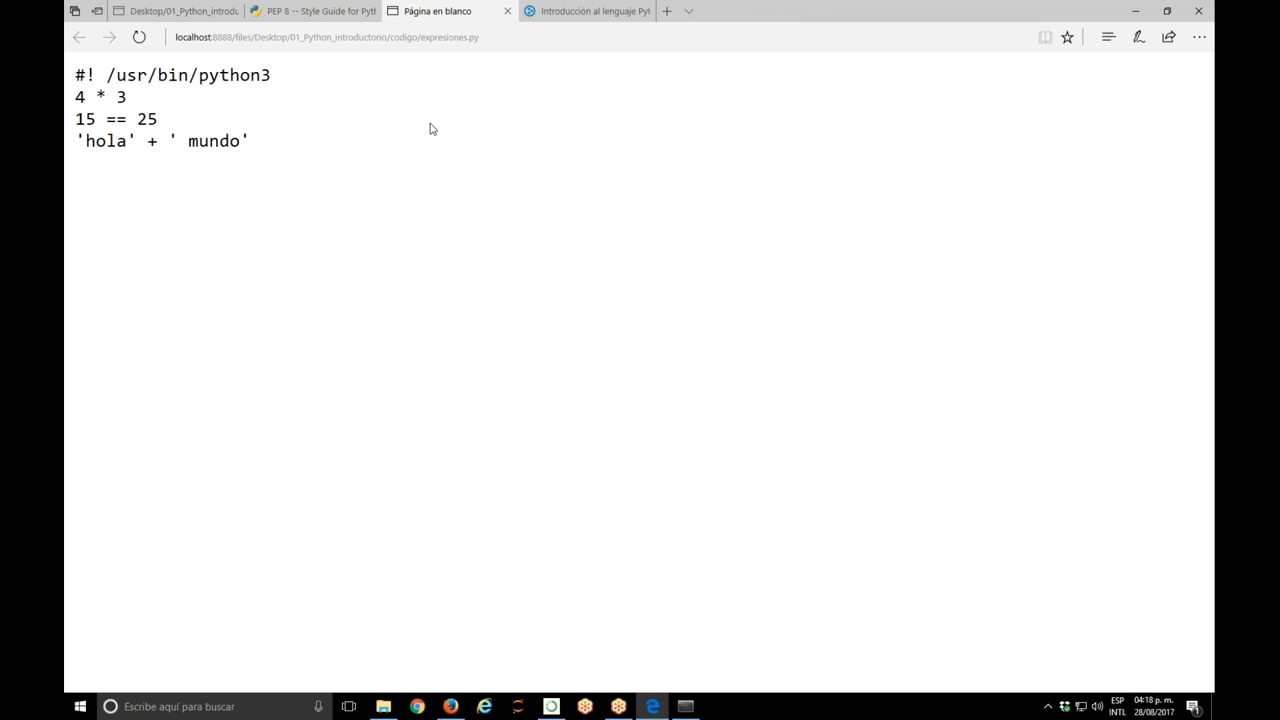 Desktop/01_Python_introdu
PEP 8 -- Style Guide for Pyth
Página en blanco
Introducción al lenguaje Pyt
localhost:8888/files/Desktop/01_Python_introductorio/codigo/expresiones.py
#! /usr/bin/python3
4 * 3
15 == 25
'hola' + ' mundo'
Escribe aquí para buscar
ESP
INTL
04:18 p. m.
28/08/2017
1